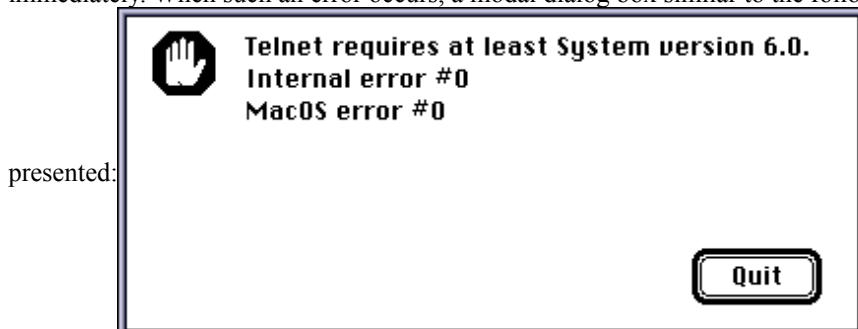 immediately. When such an error occurs, a modal dialog box similar to the follo
Telnet requires at least System version 6.0.
Internal error #0
MacOS error #0
presented:
Quit